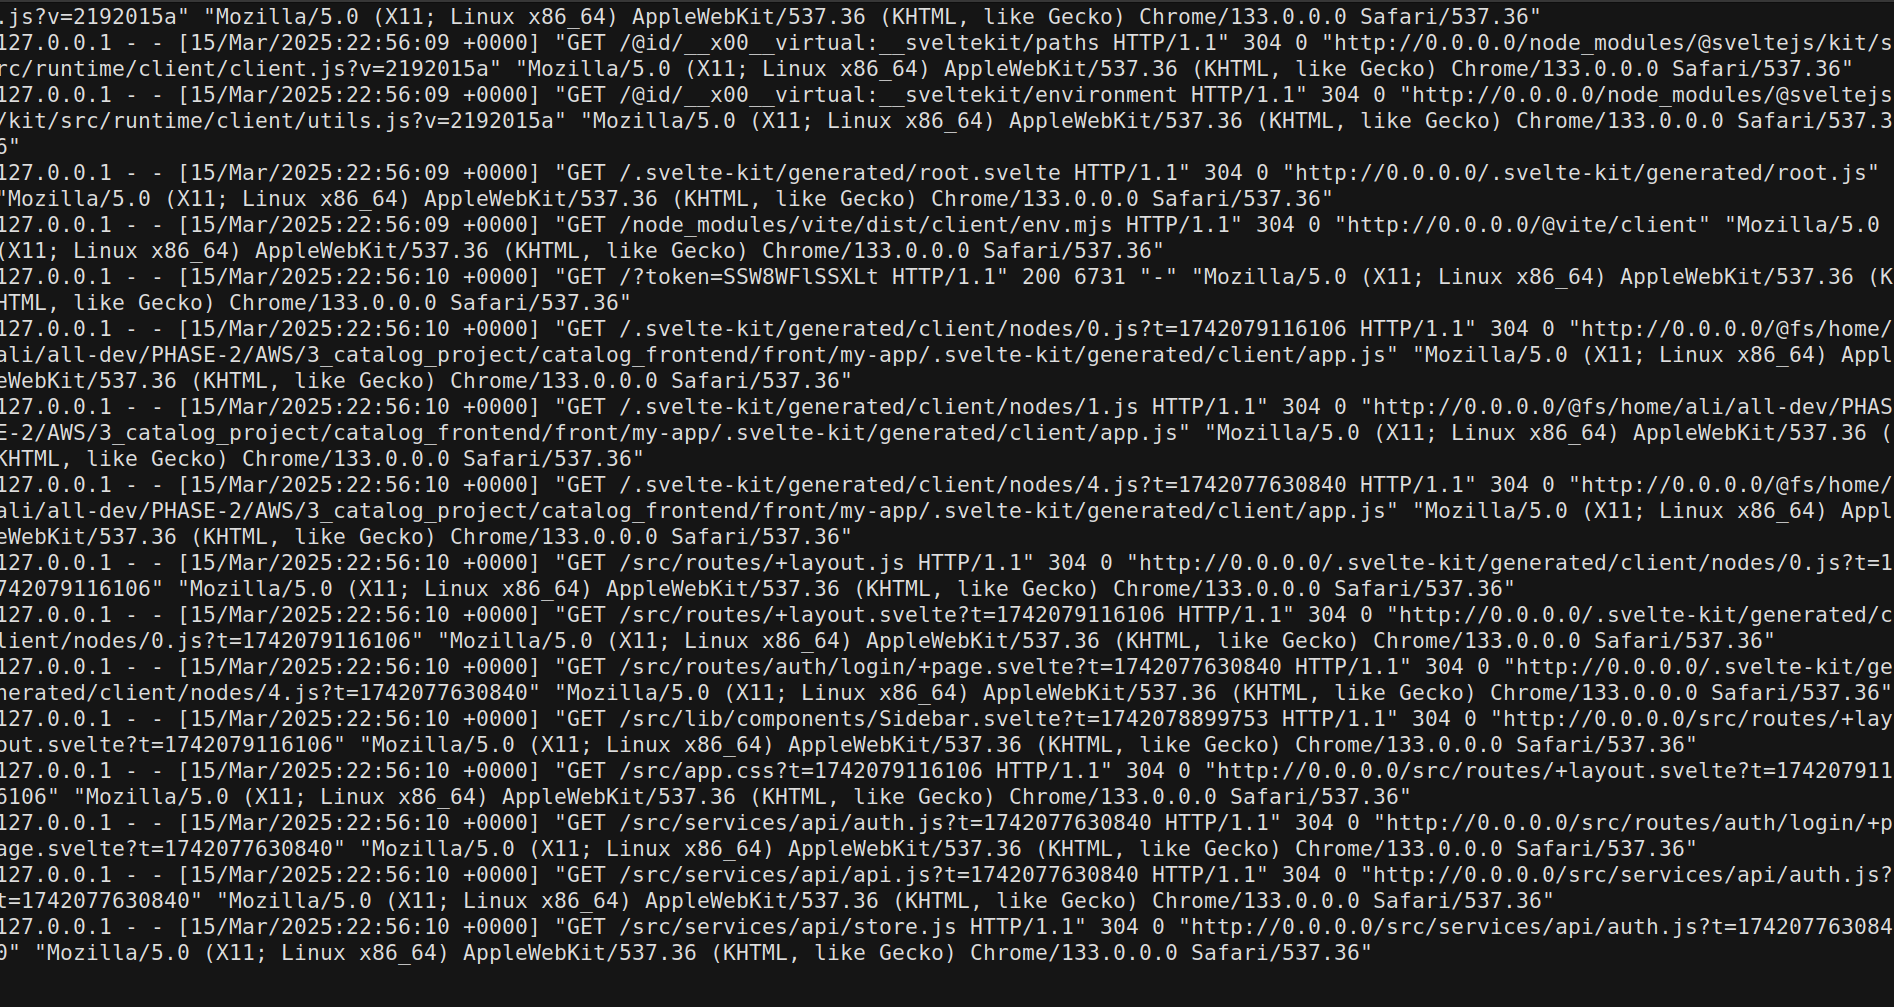 .js?v=2192015a" "Mozilla/5.0 (X11; Linux x86_64) AppleWebKit/537.36 (KHTML, like Gecko) Chrome/133.0.0.0 Safari/537.36"
127.0.0.1 - - [15/Mar/2025:22:56:09 +0000] "GET /@id/__x00__virtual:__sveltekit/paths HTTP/1.1" 304 0 "http://0.0.0.0/node_modules/@sveltejs/kit/s
rc/runtime/client/client.js?v=2192015a" "Mozilla/5.0 (X11; Linux x86_64) AppleWebKit/537.36 (KHTML, like Gecko) Chrome/133.0.0.0 Safari/537.36"
127.0.0.1 - - [15/Mar/2025:22:56:09 +0000] "GET /@id/__x00__virtual:__sveltekit/environment HTTP/1.1" 304 0 "http://0.0.0.0/node_modules/@sveltejs
/kit/src/runtime/client/utils.js?v=2192015a" "Mozilla/5.0 (X11; Linux x86_64) AppleWebKit/537.36 (KHTML, like Gecko) Chrome/133.0.0.0 Safari/537.3
6"
127.0.0.1 - - [15/Mar/2025:22:56:09 +0000] "GET /.svelte-kit/generated/root.svelte HTTP/1.1" 304 0 "http://0.0.0.0/.svelte-kit/generated/root.js"
"Mozilla/5.0 (X11; Linux x86_64) AppleWebKit/537.36 (KHTML, like Gecko) Chrome/133.0.0.0 Safari/537.36"
127.0.0.1 - - [15/Mar/2025:22:56:09 +0000] "GET /node_modules/vite/dist/client/env.mjs HTTP/1.1" 304 0 "http://0.0.0.0/@vite/client" "Mozilla/5.0
(X11; Linux x86_64) AppleWebKit/537.36 (KHTML, like Gecko) Chrome/133.0.0.0 Safari/537.36"
127.0.0.1 - - [15/Mar/2025:22:56:10 +0000] "GET /?token=SSW8WFlSSXLt HTTP/1.1" 200 6731 "-" "Mozilla/5.0 (X11; Linux x86_64) AppleWebKit/537.36 (K
HTML, like Gecko) Chrome/133.0.0.0 Safari/537.36"
127.0.0.1 - - [15/Mar/2025:22:56:10 +0000] "GET /.svelte-kit/generated/client/nodes/0.js?t=1742079116106 HTTP/1.1" 304 0 "http://0.0.0.0/@fs/home/
ali/all-dev/PHASE-2/AWS/3_catalog_project/catalog_frontend/front/my-app/.svelte-kit/generated/client/app.js" "Mozilla/5.0 (X11; Linux x86_64) Appl
eWebKit/537.36 (KHTML, like Gecko) Chrome/133.0.0.0 Safari/537.36"
127.0.0.1 - - [15/Mar/2025:22:56:10 +0000] "GET /.svelte-kit/generated/client/nodes/1.js HTTP/1.1" 304 0 "http://0.0.0.0/@fs/home/ali/all-dev/PHAS
E-2/AWS/3_catalog_project/catalog_frontend/front/my-app/.svelte-kit/generated/client/app.js" "Mozilla/5.0 (X11; Linux x86_64) AppleWebKit/537.36 (
KHTML, like Gecko) Chrome/133.0.0.0 Safari/537.36"
127.0.0.1 - - [15/Mar/2025:22:56:10 +0000] "GET /.svelte-kit/generated/client/nodes/4.js?t=1742077630840 HTTP/1.1" 304 0 "http://0.0.0.0/@fs/home/
ali/all-dev/PHASE-2/AWS/3_catalog_project/catalog_frontend/front/my-app/.svelte-kit/generated/client/app.js" "Mozilla/5.0 (X11; Linux x86_64) Appl
eWebKit/537.36 (KHTML, like Gecko) Chrome/133.0.0.0 Safari/537.36"
127.0.0.1 - - [15/Mar/2025:22:56:10 +0000] "GET /src/routes/+layout.js HTTP/1.1" 304 0 "http://0.0.0.0/.svelte-kit/generated/client/nodes/0.js?t=1
742079116106" "Mozilla/5.0 (X11; Linux x86_64) AppleWebKit/537.36 (KHTML, like Gecko) Chrome/133.0.0.0 Safari/537.36"
127.0.0.1 - - [15/Mar/2025:22:56:10 +0000] "GET /src/routes/+layout.svelte?t=1742079116106 HTTP/1.1" 304 0 "http://0.0.0.0/.svelte-kit/generated/c
lient/nodes/0.js?t=1742079116106" "Mozilla/5.0 (X11; Linux x86_64) AppleWebKit/537.36 (KHTML, like Gecko) Chrome/133.0.0.0 Safari/537.36"
127.0.0.1 - - [15/Mar/2025:22:56:10 +0000] "GET /src/routes/auth/login/+page.svelte?t=1742077630840 HTTP/1.1" 304 0 "http://0.0.0.0/.svelte-kit/ge
nerated/client/nodes/4.js?t=1742077630840" "Mozilla/5.0 (X11; Linux x86_64) AppleWebKit/537.36 (KHTML, like Gecko) Chrome/133.0.0.0 Safari/537.36"
127.0.0.1 - - [15/Mar/2025:22:56:10 +0000] "GET /src/lib/components/Sidebar.svelte?t=1742078899753 HTTP/1.1" 304 0 "http://0.0.0.0/src/routes/+lay
out.svelte?t=1742079116106" "Mozilla/5.0 (X11; Linux x86_64) AppleWebKit/537.36 (KHTML, like Gecko) Chrome/133.0.0.0 Safari/537.36"
127.0.0.1 - - [15/Mar/2025:22:56:10 +0000] "GET /src/app.css?t=1742079116106 HTTP/1.1" 304 0 "http://0.0.0.0/src/routes/+layout.svelte?t=174207911
6106" "Mozilla/5.0 (X11; Linux x86_64) AppleWebKit/537.36 (KHTML, like Gecko) Chrome/133.0.0.0 Safari/537.36"
127.0.0.1 - - [15/Mar/2025:22:56:10 +0000] "GET /src/services/api/auth.js?t=1742077630840 HTTP/1.1" 304 0 "http://0.0.0.0/src/routes/auth/login/+p
age.svelte?t=1742077630840" "Mozilla/5.0 (X11; Linux x86_64) AppleWebKit/537.36 (KHTML, like Gecko) Chrome/133.0.0.0 Safari/537.36"
127.0.0.1 - - [15/Mar/2025:22:56:10 +0000] "GET /src/services/api/api.js?t=1742077630840 HTTP/1.1" 304 0 "http://0.0.0.0/src/services/api/auth.js?
t=1742077630840" "Mozilla/5.0 (X11; Linux x86_64) AppleWebKit/537.36 (KHTML, like Gecko) Chrome/133.0.0.0 Safari/537.36"
127.0.0.1 - - [15/Mar/2025:22:56:10 +0000] "GET /src/services/api/store.js HTTP/1.1" 304 0 "http://0.0.0.0/src/services/api/auth.js?t=174207763084
0" "Mozilla/5.0 (X11; Linux x86_64) AppleWebKit/537.36 (KHTML, like Gecko) Chrome/133.0.0.0 Safari/537.36"